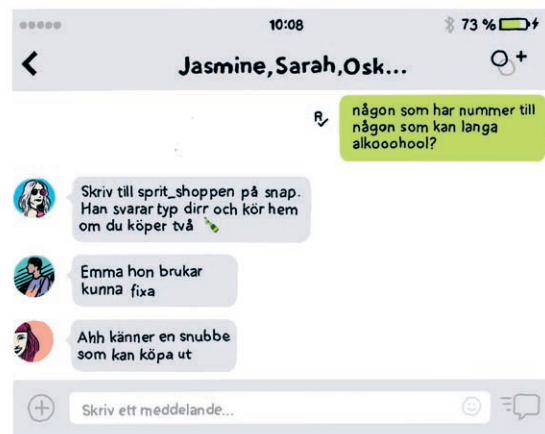 10:08
73 %
Jasmine,Sarah,Osk...
någon som har nummer till
någon som kan langa
alkooohool?
R
Skriv till sprit_shoppen på snap.
Han svarar typ dirr och kör hem
om du köper två
Emma hon brukar
kunna fixa
Ahh känner en snubbe
som kan köpa ut
Skriv ett meddelande...